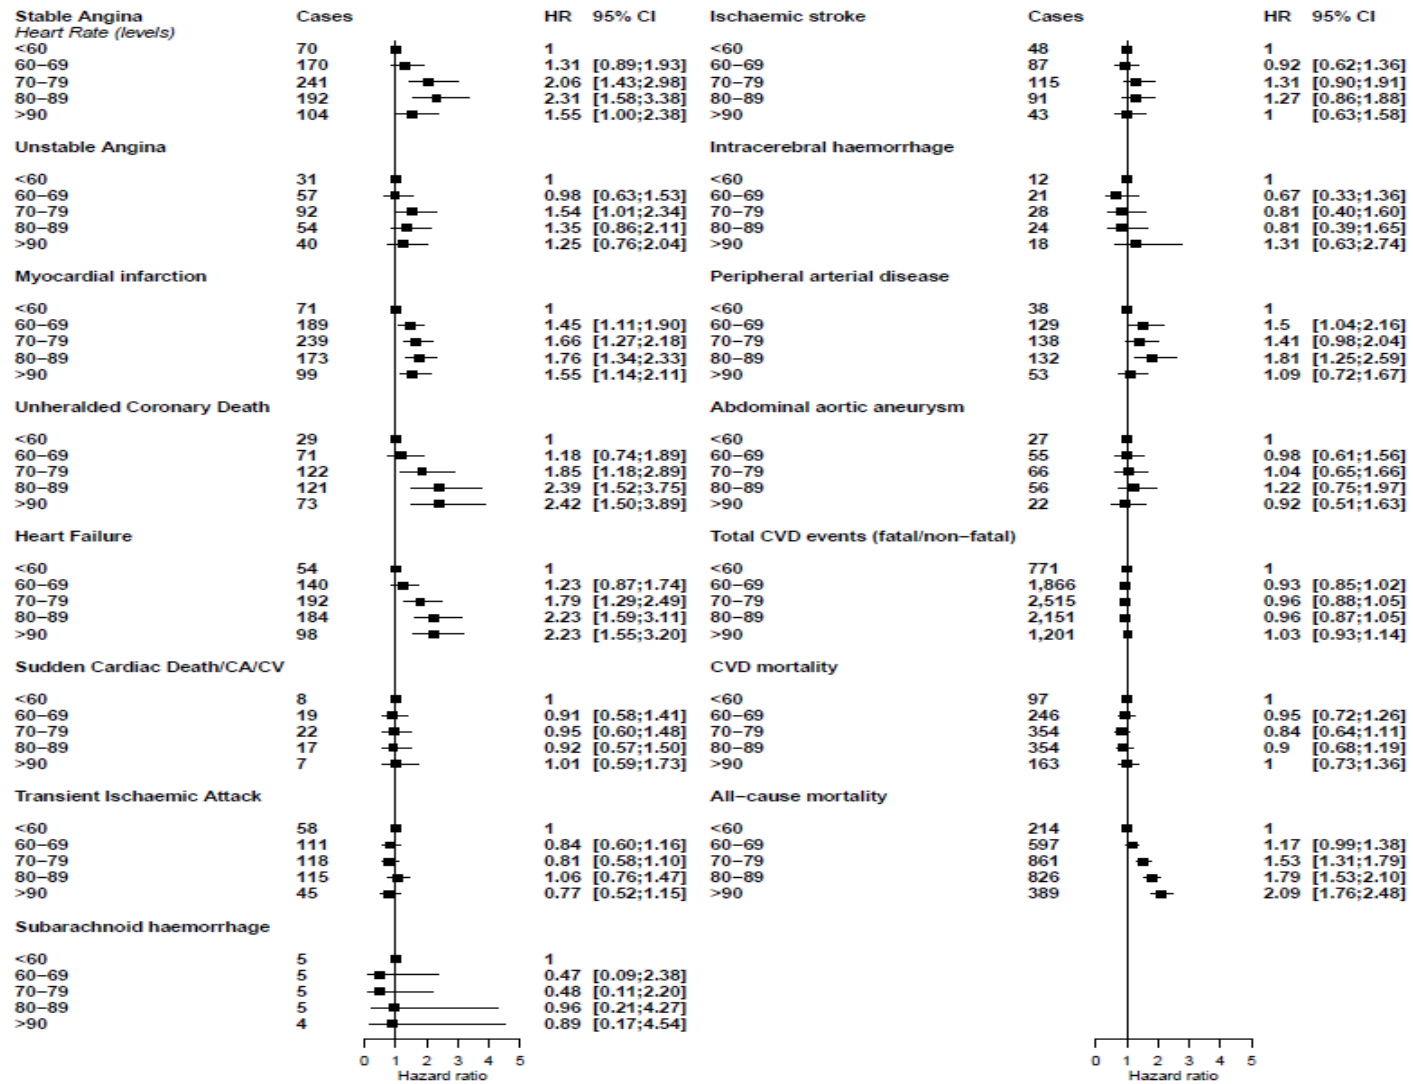 Stable Angina Cases HR 95% CI
Heart Rate (levels)
<60 70 1
60−69 170 1.31 [0.89;1.93]
70−79 241 2.06 [1.43;2.98]
80−89 192 2.31 [1.58;3.38]
>90 104 1.55 [1.00;2.38]
Unstable Angina
<60 31 1
60−69 57 0.98 [0.63;1.53]
70−79 92 1.54 [1.01;2.34]
80−89 54 1.35 [0.86;2.11]
>90 40 1.25 [0.76;2.04]
Myocardial infarction
<60 71 1
60−69 189 1.45 [1.11;1.90]
70−79 239 1.66 [1.27;2.18]
80−89 173 1.76 [1.34;2.33]
>90 99 1.55 [1.14;2.11]
Unheralded Coronary Death
<60 29 1
60−69 71 1.18 [0.74;1.89]
70−79 122 1.85 [1.18;2.89]
80−89 121 2.39 [1.52;3.75]
>90 73 2.42 [1.50;3.89]
Heart Failure
<60 54 1
60−69 140 1.23 [0.87;1.74]
70−79 192 1.79 [1.29;2.49]
80−89 184 2.23 [1.59;3.11]
>90 98 2.23 [1.55;3.20]
Sudden Cardiac Death/CA/CV
<60 8 1
60−69 19 0.91 [0.58;1.41]
70−79 22 0.95 [0.60;1.48]
80−89 17 0.92 [0.57;1.50]
>90 7 1.01 [0.59;1.73]
Transient Ischaemic Attack
<60 58 1
60−69 111 0.84 [0.60;1.16]
70−79 118 0.81 [0.58;1.10]
80−89 115 1.06 [0.76;1.47]
>90 45 0.77 [0.52;1.15]
Subarachnoid haemorrhage
<60 5 1
60−69 5 0.47 [0.09;2.38]
70−79 5 0.48 [0.11;2.20]
80−89 5 0.96 [0.21;4.27]
>90 4 0.89 [0.17;4.54]
0 1 2 3 4 5
Hazard ratio
Ischaemic stroke Cases HR 95% CI
<60 48 1
60−69 87 0.92 [0.62;1.36]
70−79 115 1.31 [0.90;1.91]
80−89 91 1.27 [0.86;1.88]
>90 43 1 [0.63;1.58]
Intracerebral haemorrhage
<60 12 1
60−69 21 0.67 [0.33;1.36]
70−79 28 0.81 [0.40;1.60]
80−89 24 0.81 [0.39;1.65]
>90 18 1.31 [0.63;2.74]
Peripheral arterial disease
<60 38 1
60−69 129 1.5 [1.04;2.16]
70−79 138 1.41 [0.98;2.04]
80−89 132 1.81 [1.25;2.59]
>90 53 1.09 [0.72;1.67]
Abdominal aortic aneurysm
<60 27 1
60−69 55 0.98 [0.61;1.56]
70−79 66 1.04 [0.65;1.66]
80−89 56 1.22 [0.75;1.97]
>90 22 0.92 [0.51;1.63]
Total CVD events (fatal/non−fatal)
<60 771 1
60−69 1,866 0.93 [0.85;1.02]
70−79 2,515 0.96 [0.88;1.05]
80−89 2,151 0.96 [0.87;1.05]
>90 1,201 1.03 [0.93;1.14]
CVD mortality
<60 97 1
60−69 246 0.95 [0.72;1.26]
70−79 354 0.84 [0.64;1.11]
80−89 354 0.9 [0.68;1.19]
>90 163 1 [0.73;1.36]
All−cause mortality
<60 214 1
60−69 597 1.17 [0.99;1.38]
70−79 861 1.53 [1.31;1.79]
80−89 826 1.79 [1.53;2.10]
>90 389 2.09 [1.76;2.48]
0 1 2 3 4 5
Hazard ratio